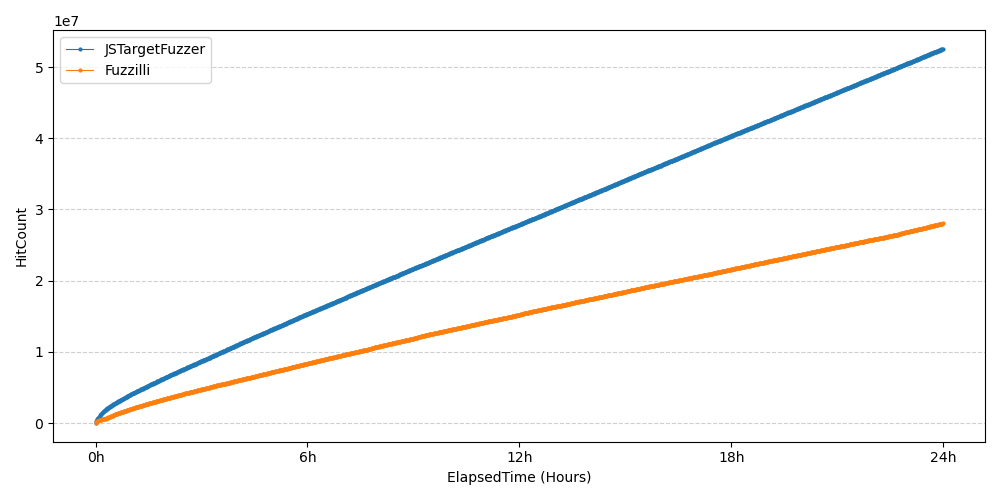 1e7
JSTargetFuzzer
Fuzzilli
5
4
3
2
1
0
HitCount
0h 6h 12h 18h 24h
ElapsedTime (Hours)